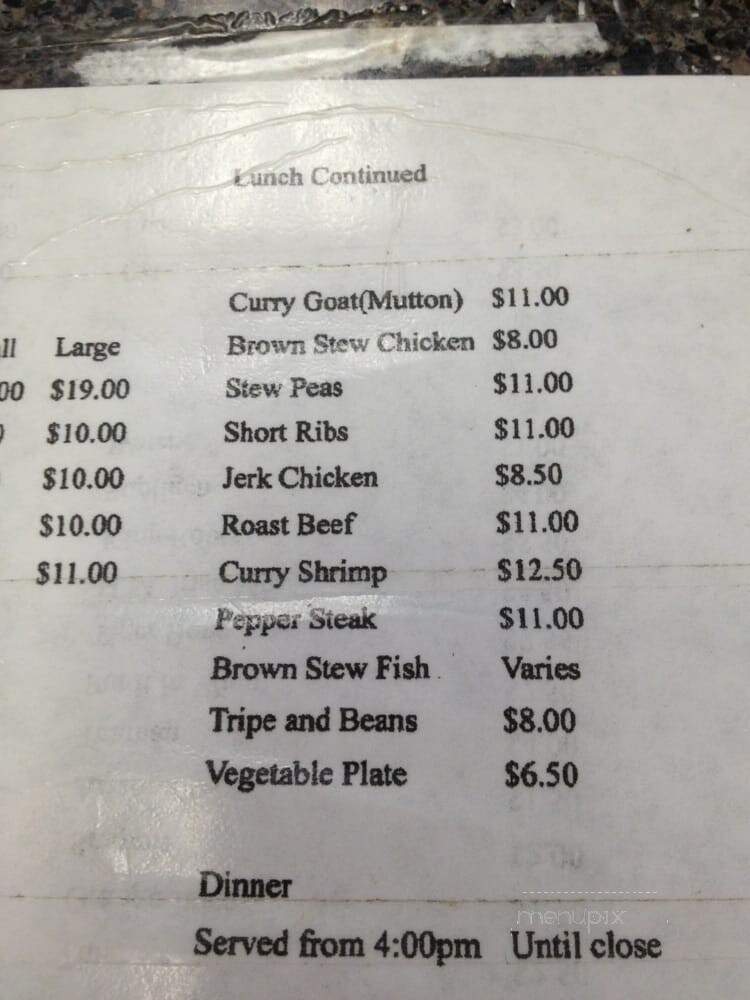 Lunch Continued
Curry Goat(Mutton) $11.00
Large Brown Stew Chicken $8.00
$19.00 Stew Peas $11.00
$10.00 Short Ribs $11.00
$10.00 Jerk Chicken $8.50
$10.00 Roast Beef $11.00
$11.00 Curry Shrimp $12.50
Pepper Steak $11.00
Brown Stew Fish Varies
Tripe and Beans $8.00
Vegetable Plate $6.50
Dinner
menupix
Served from 4:00pm Until close